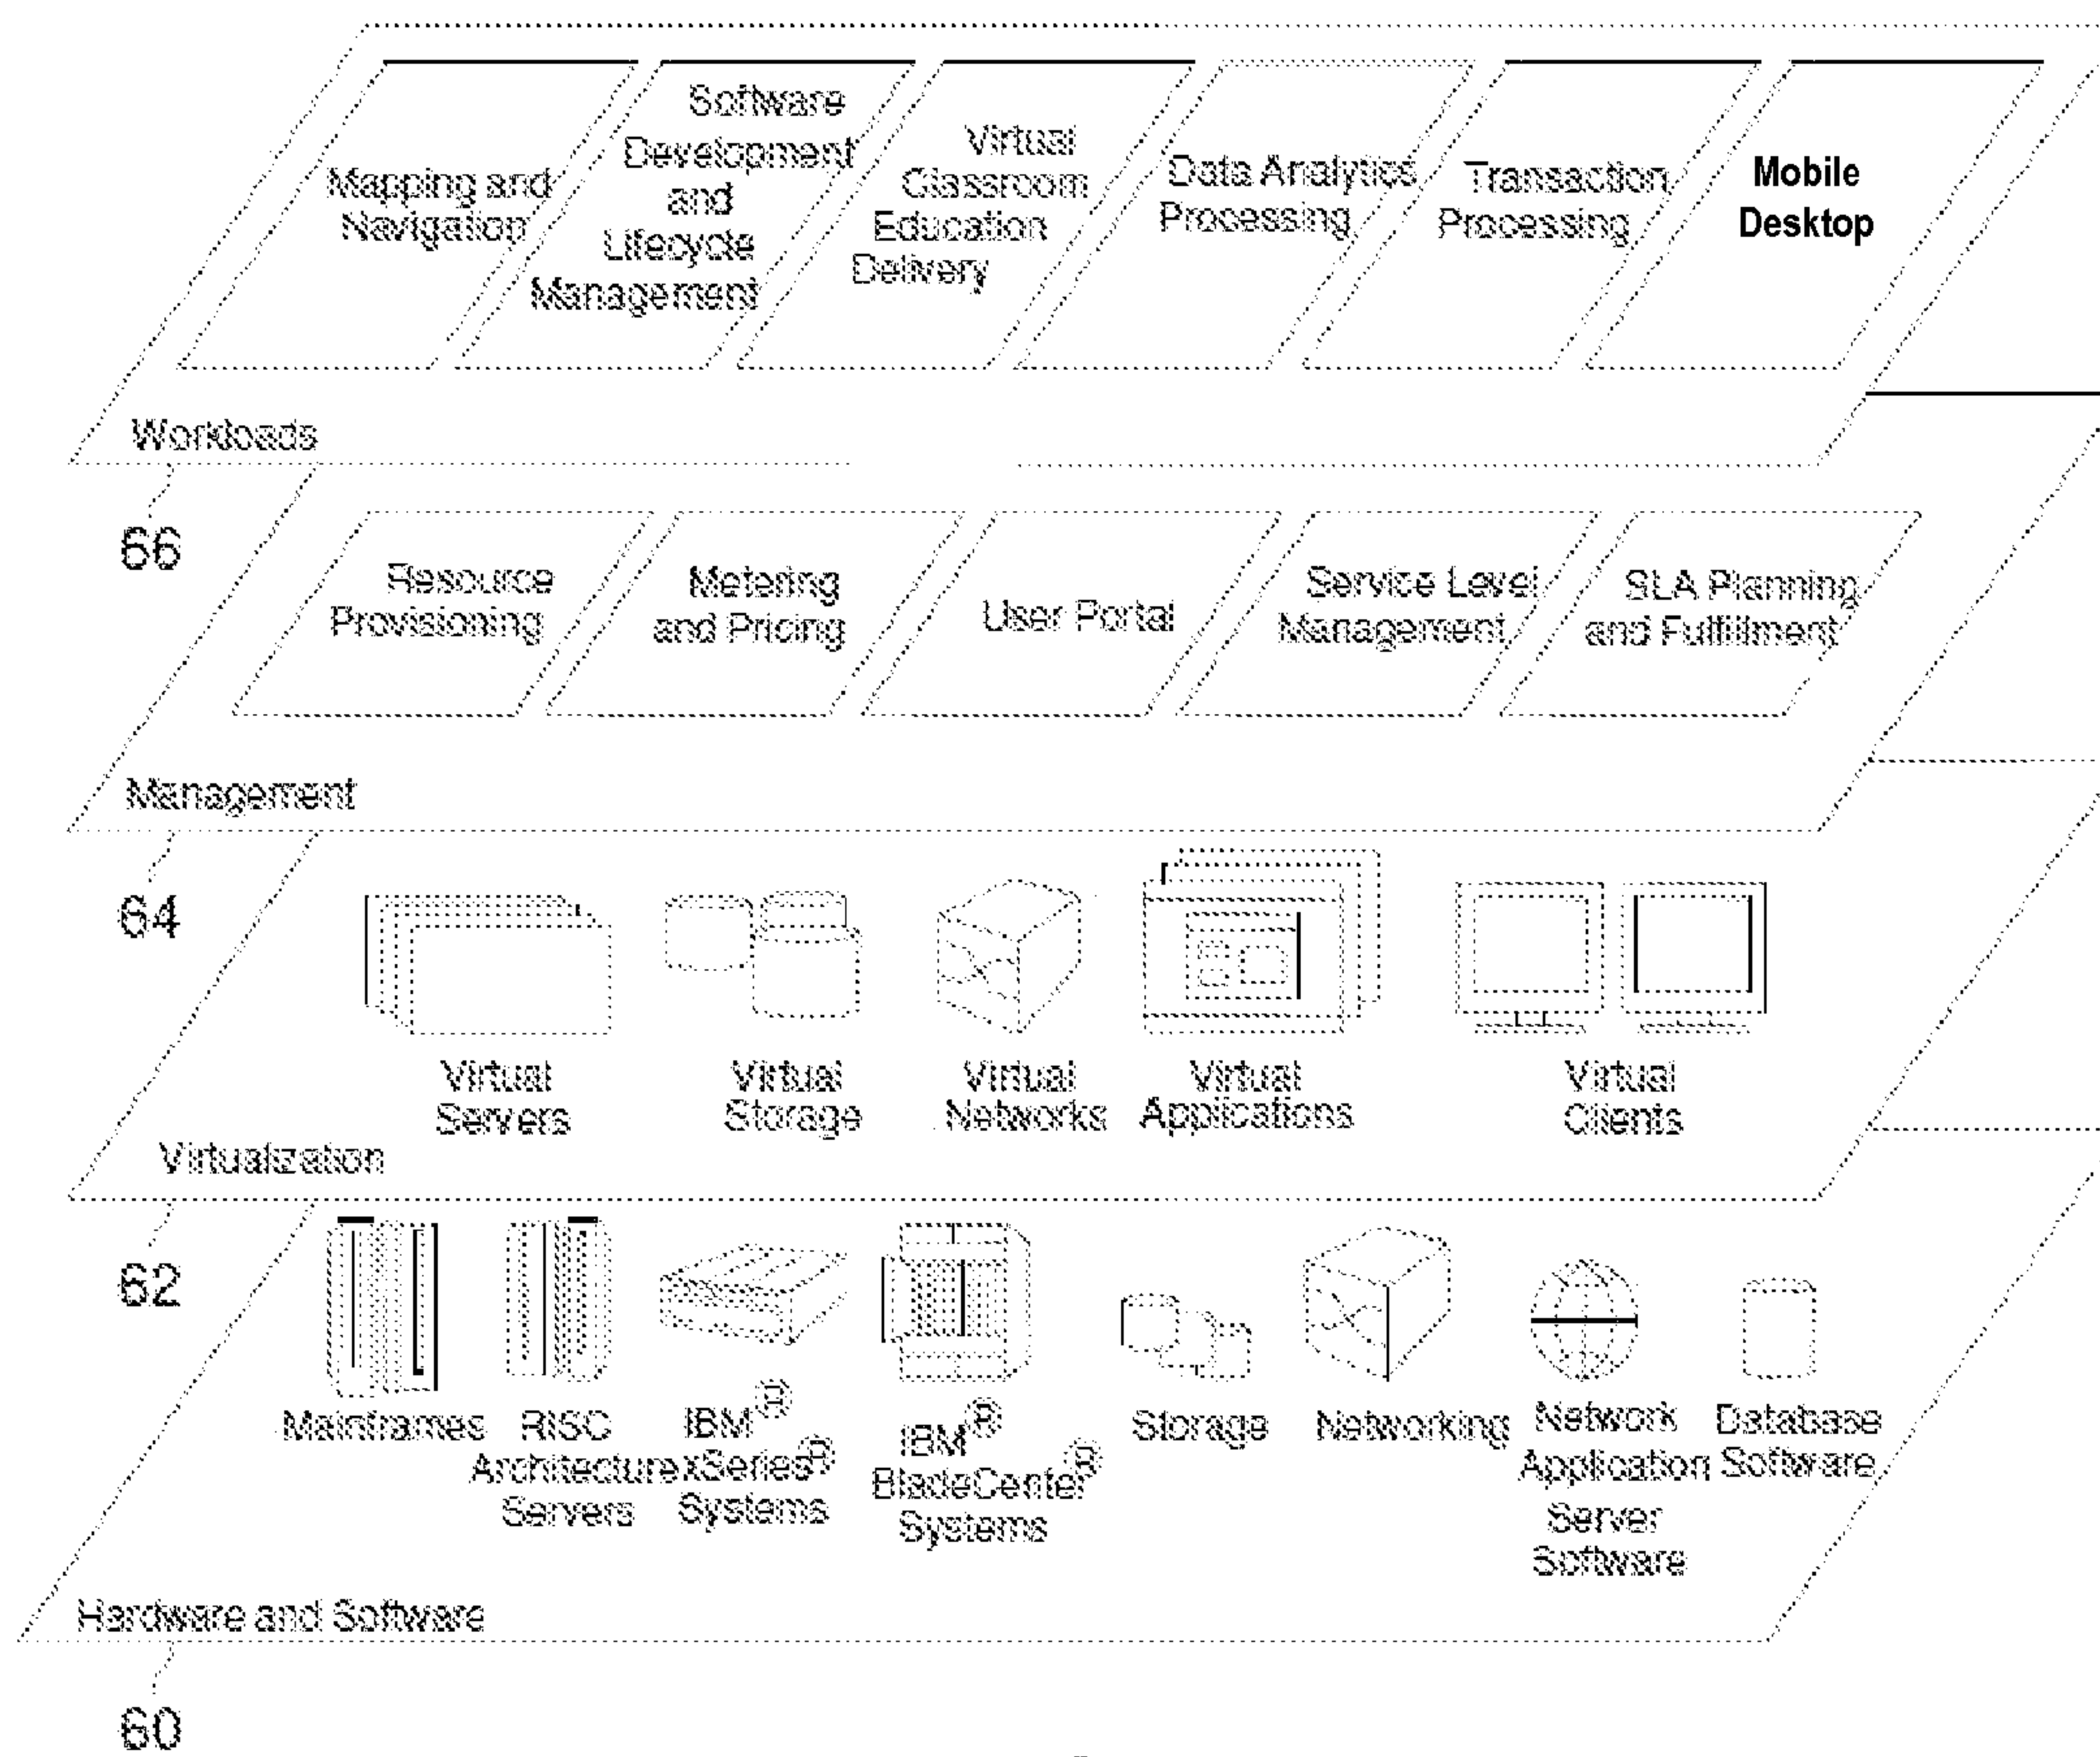 Mapping and
Navigation
Software
Development
and
Lifecycle
Management
Virtual
Classroom
Education
Delivery
Data Analytics
Processing
Transaction
Processing
Mobile
Desktop
Workloads
66
Resource
Provisioning
Metering
and Pricing
User Portal
Service Level
Management
SLA Planning
and Fulfillment
Management
64
Virtual
Servers
Virtual
Storage
Virtual
Networks
Virtual
Applications
Virtual
Clients
Virtualization
62
Mainframes
RISC
Architecture
Servers
IBM®
xSeries®
Systems
IBM®
BladeCenter®
Systems
Storage
Networking
Network
Application
Server
Software
Database
Software
Hardware and Software
60